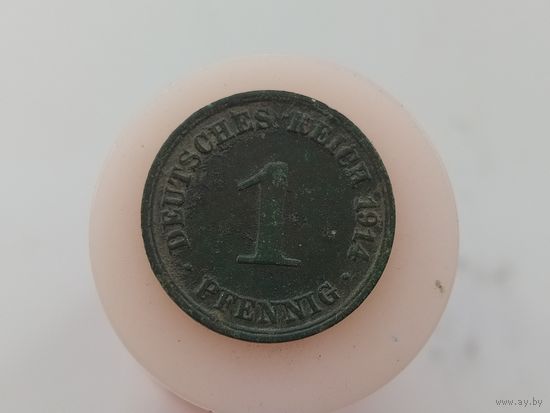 DEUTSCHES REICH 1914
1
PFENNIG
www.ay.by